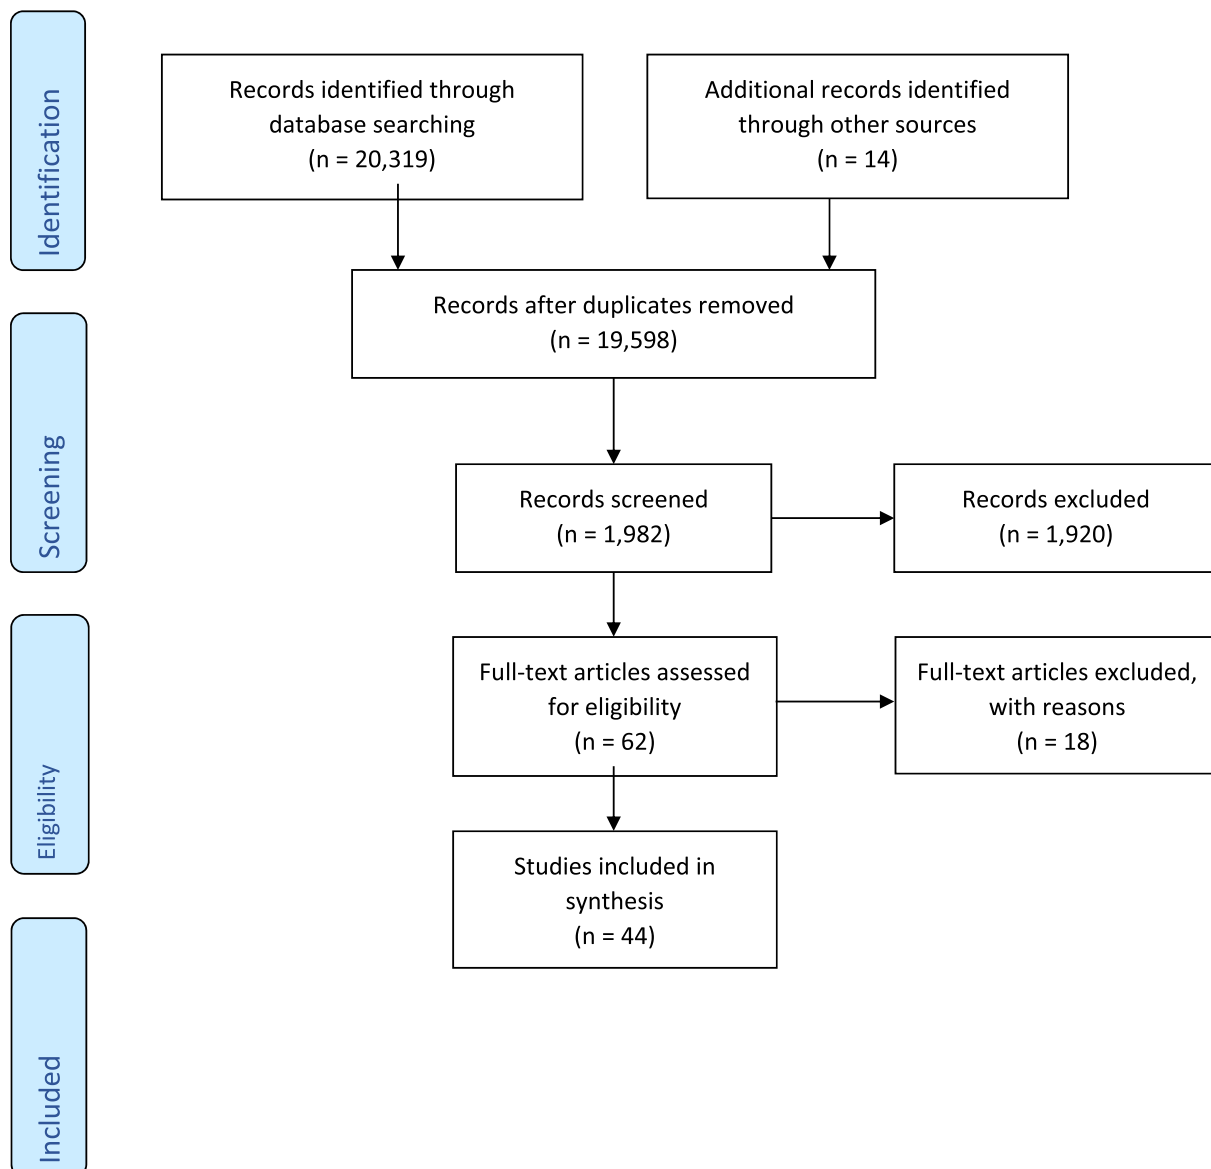 Identification
Records identified through
database searching
(n = 20,319)
Additional records identified
through other sources
(n = 14)
Records after duplicates removed
(n = 19,598)
Screening
Records screened
(n = 1,982)
Records excluded
(n = 1,920)
Eligibility
Full-text articles assessed
for eligibility
(n = 62)
Full-text articles excluded,
with reasons
(n = 18)
Studies included in
synthesis
(n = 44)
Included